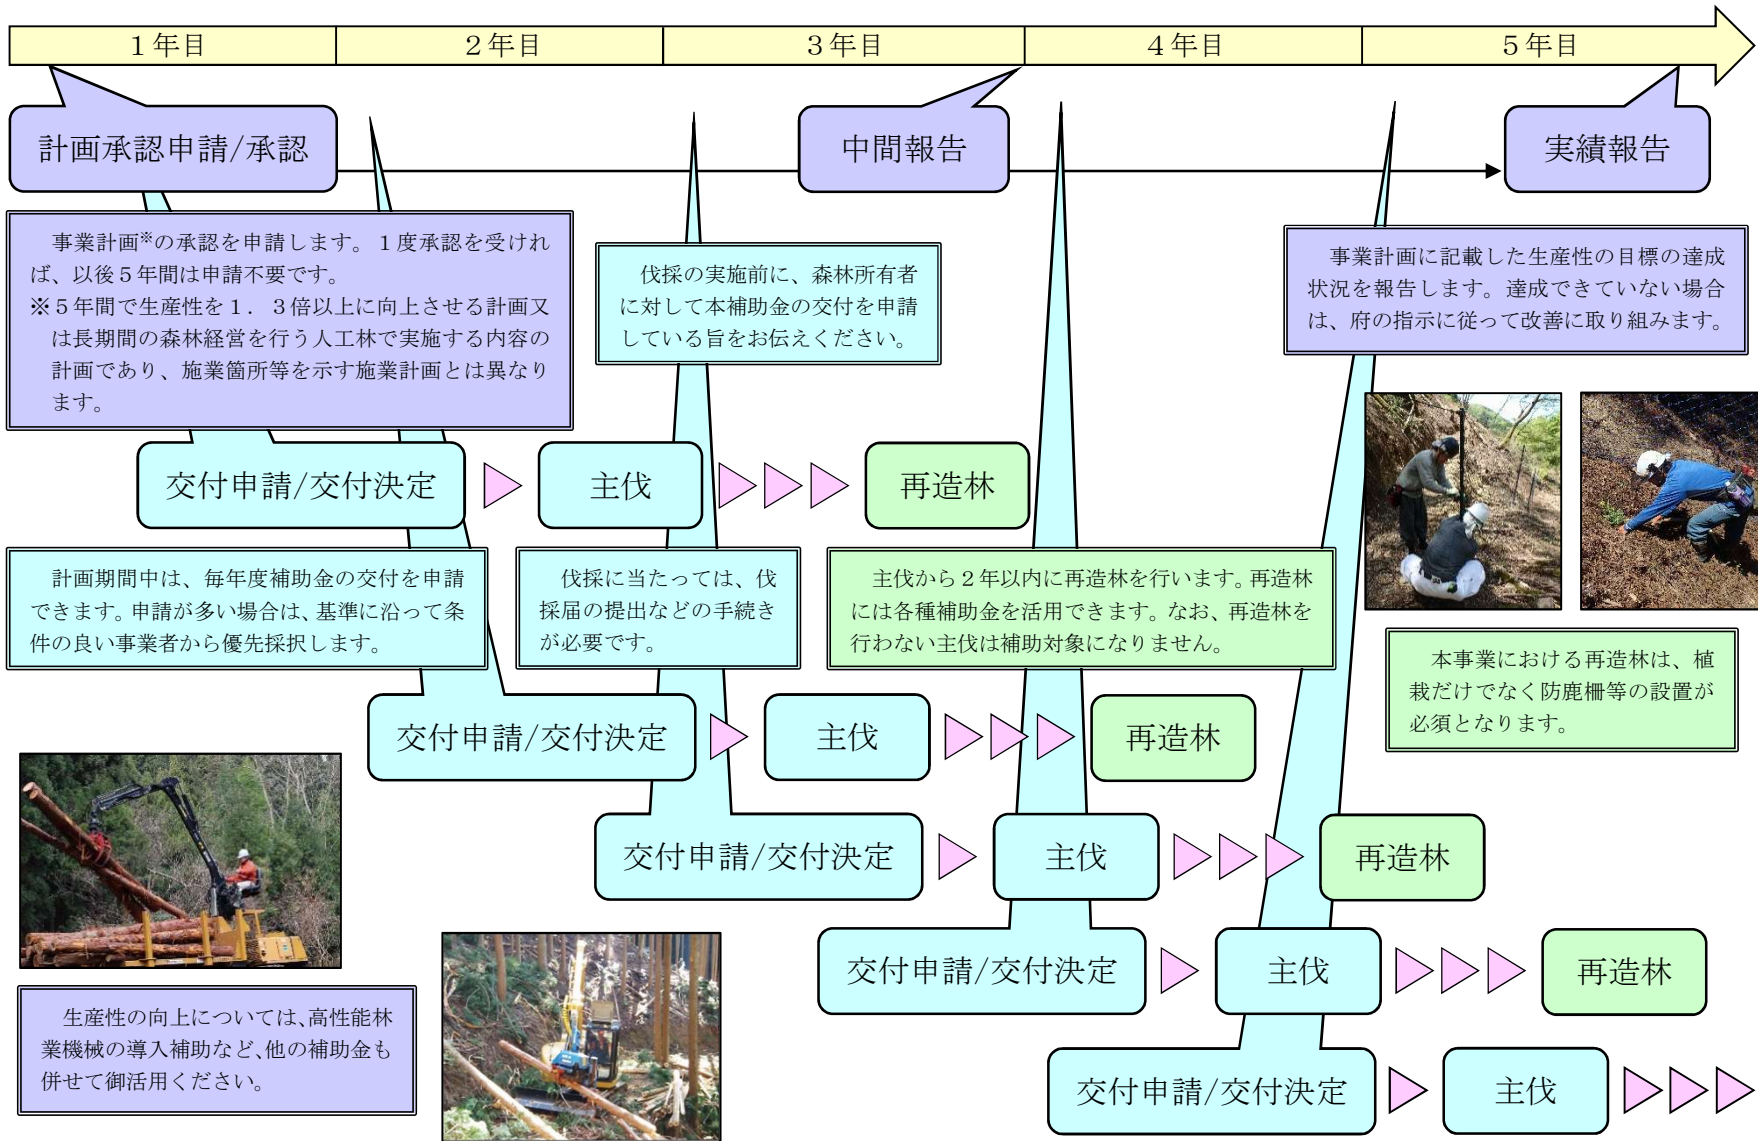 １年目
２年目
３年目
４年目
５年目
計画承認申請/承認
中間報告
実績報告
事業計画※の承認を申請します。１度承認を受けれ
ば、以後５年間は申請不要です。
※５年間で生産性を１．３倍以上に向上させる計画又
は長期間の森林経営を行う人工林で実施する内容の
計画であり、施業箇所等を示す施業計画とは異なり
ます。
伐採の実施前に、森林所有者
に対して本補助金の交付を申請
している旨をお伝えください。
事業計画に記載した生産性の目標の達成
状況を報告します。達成できていない場合
は、府の指示に従って改善に取り組みます。
交付申請/交付決定
主伐
再造林
計画期間中は、毎年度補助金の交付を申請
できます。申請が多い場合は、基準に沿って条
件の良い事業者から優先採択します。
伐採に当たっては、伐
採届の提出などの手続き
が必要です。
主伐から２年以内に再造林を行います。再造林
には各種補助金を活用できます。なお、再造林を
行わない主伐は補助対象になりません。
本事業における再造林は、植
栽だけでなく防鹿柵等の設置が
必須となります。
交付申請/交付決定
主伐
再造林
交付申請/交付決定
主伐
再造林
交付申請/交付決定
主伐
再造林
生産性の向上については、高性能林
業機械の導入補助など、他の補助金も
併せて御活用ください。
交付申請/交付決定
主伐